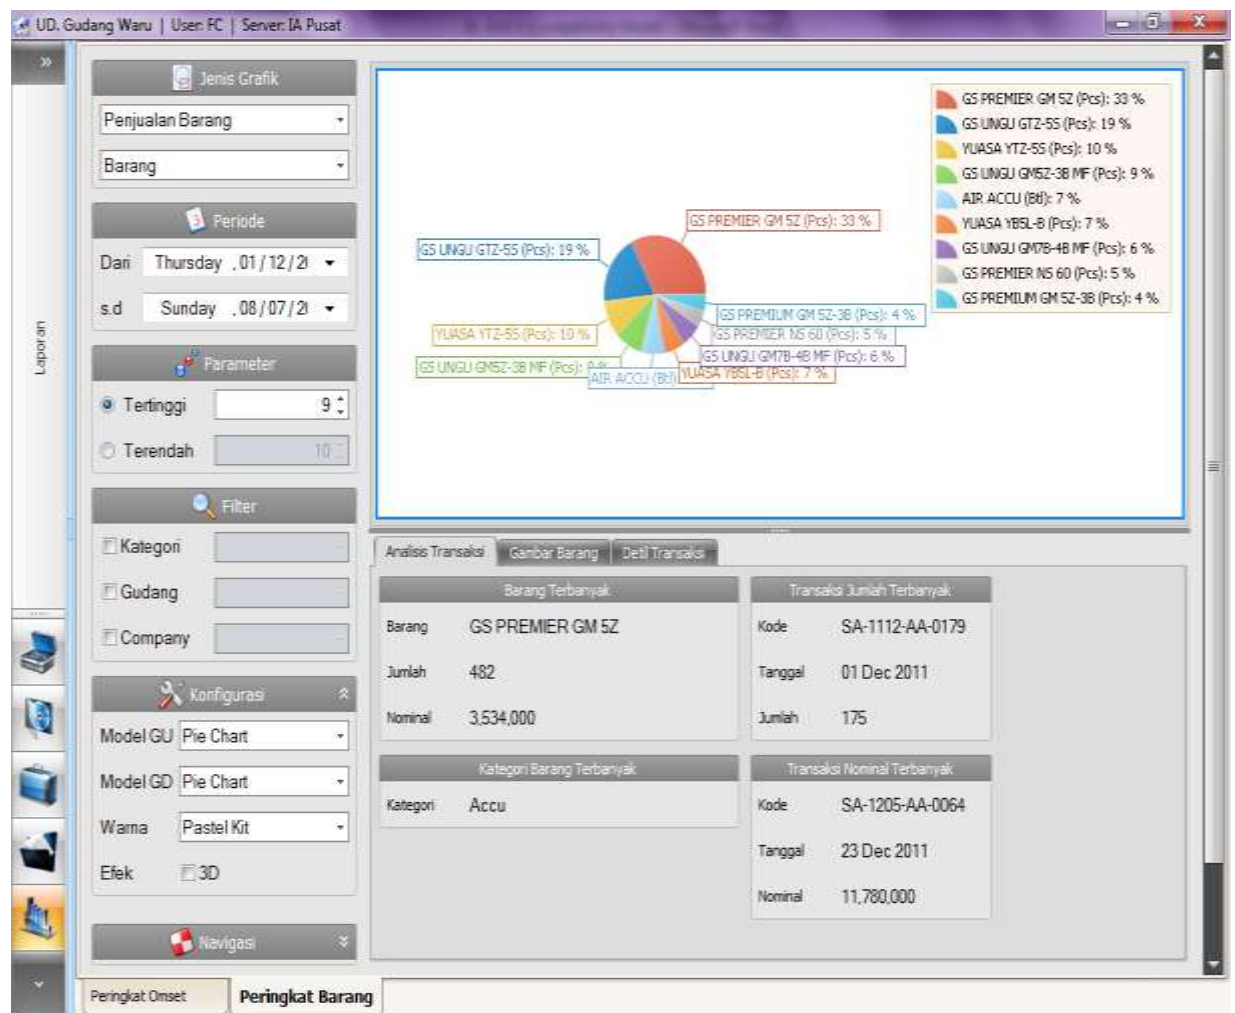 UD. Gudang Waru | User: FC | Server: IA Pusat
Laporan
Jenis Grafik
Penjualan Barang
Barang
Periode
Dari Thursday , 01 / 12 / 2
s.d Sunday , 08 / 07 / 2
Parameter
Tertinggi 9
Terendah 10
Filter
Kategori
Gudang
Company
Konfigurasi
Model GU Pie Chart
Model GD Pie Chart
Warna Pastel Kit
Efek 3D
Navigasi
GS PREMIER GM 5Z (Pcs): 33 %
GS UNGU GTZ-5S (Pcs): 19 %
YUASA YTZ-5S (Pcs): 10 %
GS UNGU GM5Z-3B MF (Pcs): 9 %
AIR ACCU (Btl): 7 %
YUASA YB5L-B (Pcs): 7 %
GS UNGU GM7B-4B MF (Pcs): 6 %
GS PREMIER NS 60 (Pcs): 5 %
GS PREMIUM GM 5Z-3B (Pcs): 4 %
GS PREMIER GM 5Z (Pcs): 33 %
GS UNGU GTZ-5S (Pcs): 19 %
GS PREMIUM GM 5Z-3B (Pcs): 4 %
YUASA YTZ-5S (Pcs): 10 %
GS PREMIER NS 60 (Pcs): 5 %
GS UNGU GM7B-4B MF (Pcs): 6 %
GS UNGU GM5Z-3B MF (Pcs):
AIR ACCU (Btl)
YUASA YB5L-B (Pcs): 7 %
Analisis Transaksi Gambar Barang Detil Transaksi
Barang Terbanyak
Barang GS PREMIER GM 5Z
Jumlah 482
Nominal 3,534,000
Transaksi Jumlah Terbanyak
Kode SA-1112-AA-0179
Tanggal 01 Dec 2011
Jumlah 175
Kategori Barang Terbanyak
Kategori Accu
Transaksi Nominal Terbanyak
Kode SA-1205-AA-0064
Tanggal 23 Dec 2011
Nominal 11,780,000
Peringkat Omset Peringkat Barang